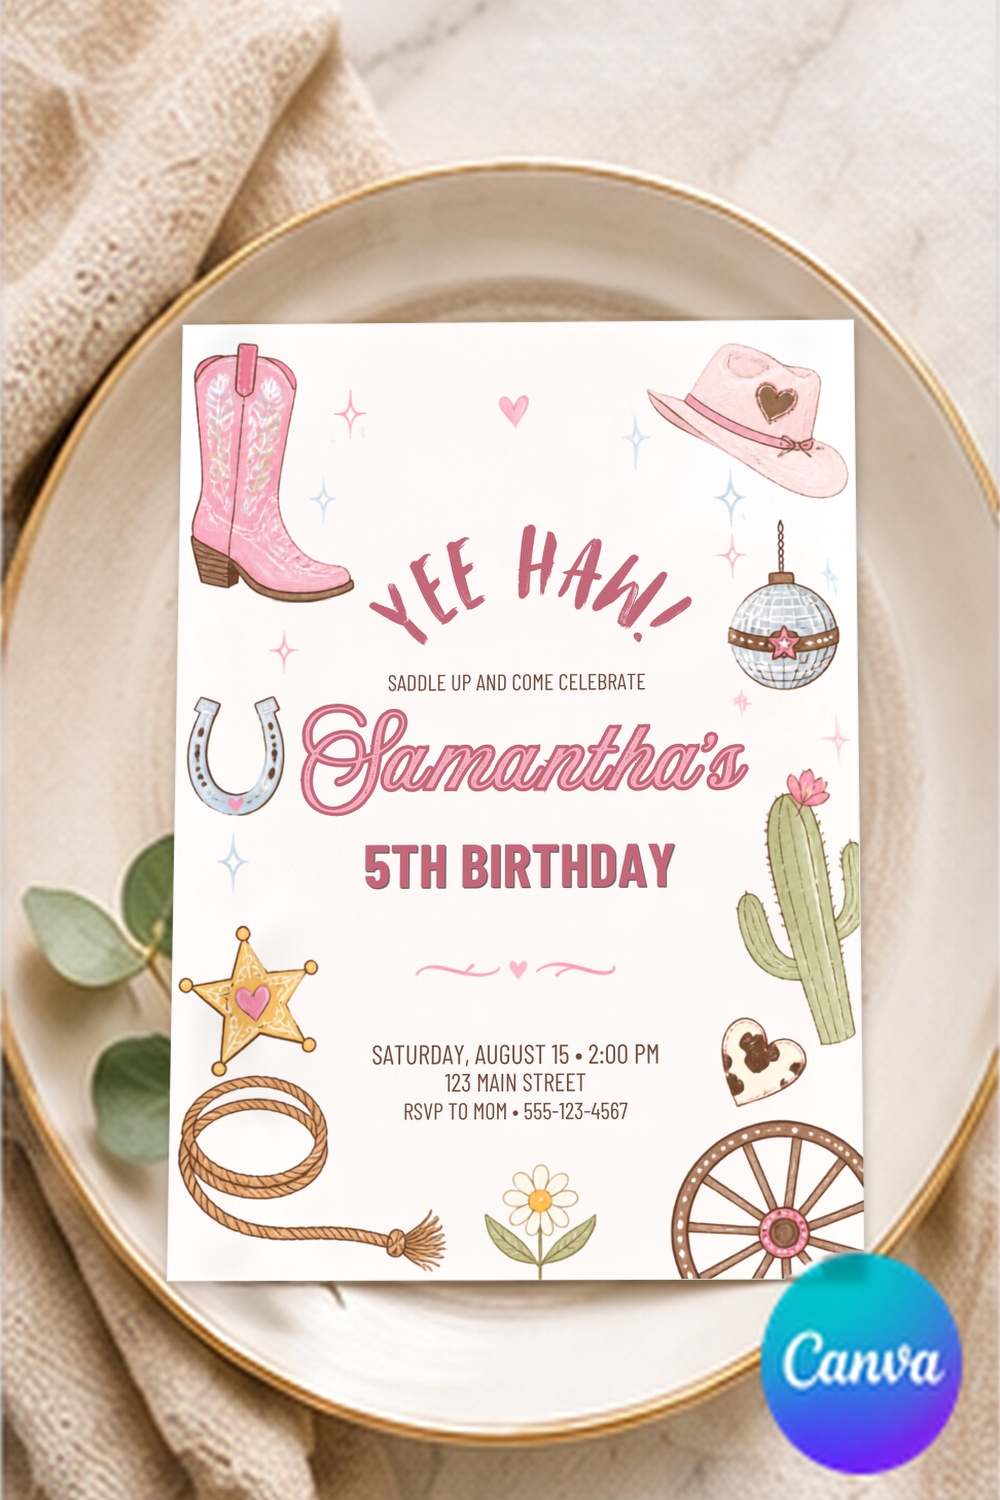 YEE HAW!
SADDLE UP AND COME CELEBRATE
Samantha's
5TH BIRTHDAY
SATURDAY, AUGUST 15 • 2:00 PM
123 MAIN STREET
RSVP TO MOM • 555-123-4567
Canva